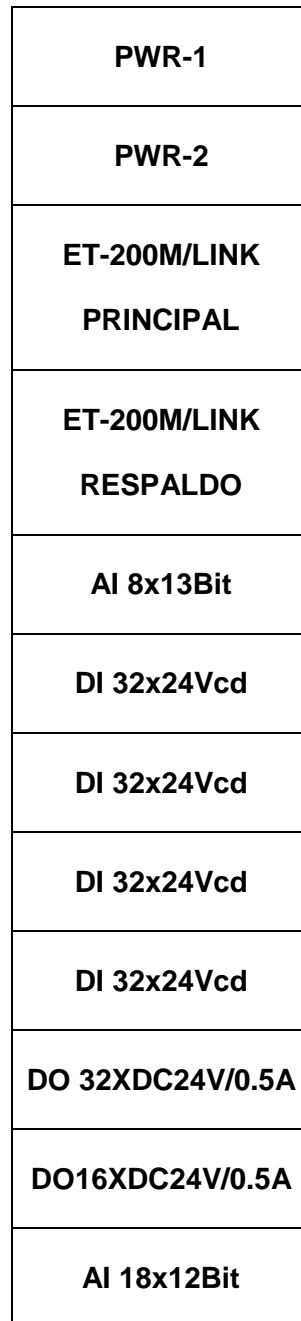 PWR-1
PWR-2
ET-200M/LINK
PRINCIPAL
ET-200M/LINK
RESPALDO
AI 8x13Bit
DI 32x24Vcd
DI 32x24Vcd
DI 32x24Vcd
DI 32x24Vcd
DO 32XDC24V/0.5A
DO16XDC24V/0.5A
AI 18x12Bit